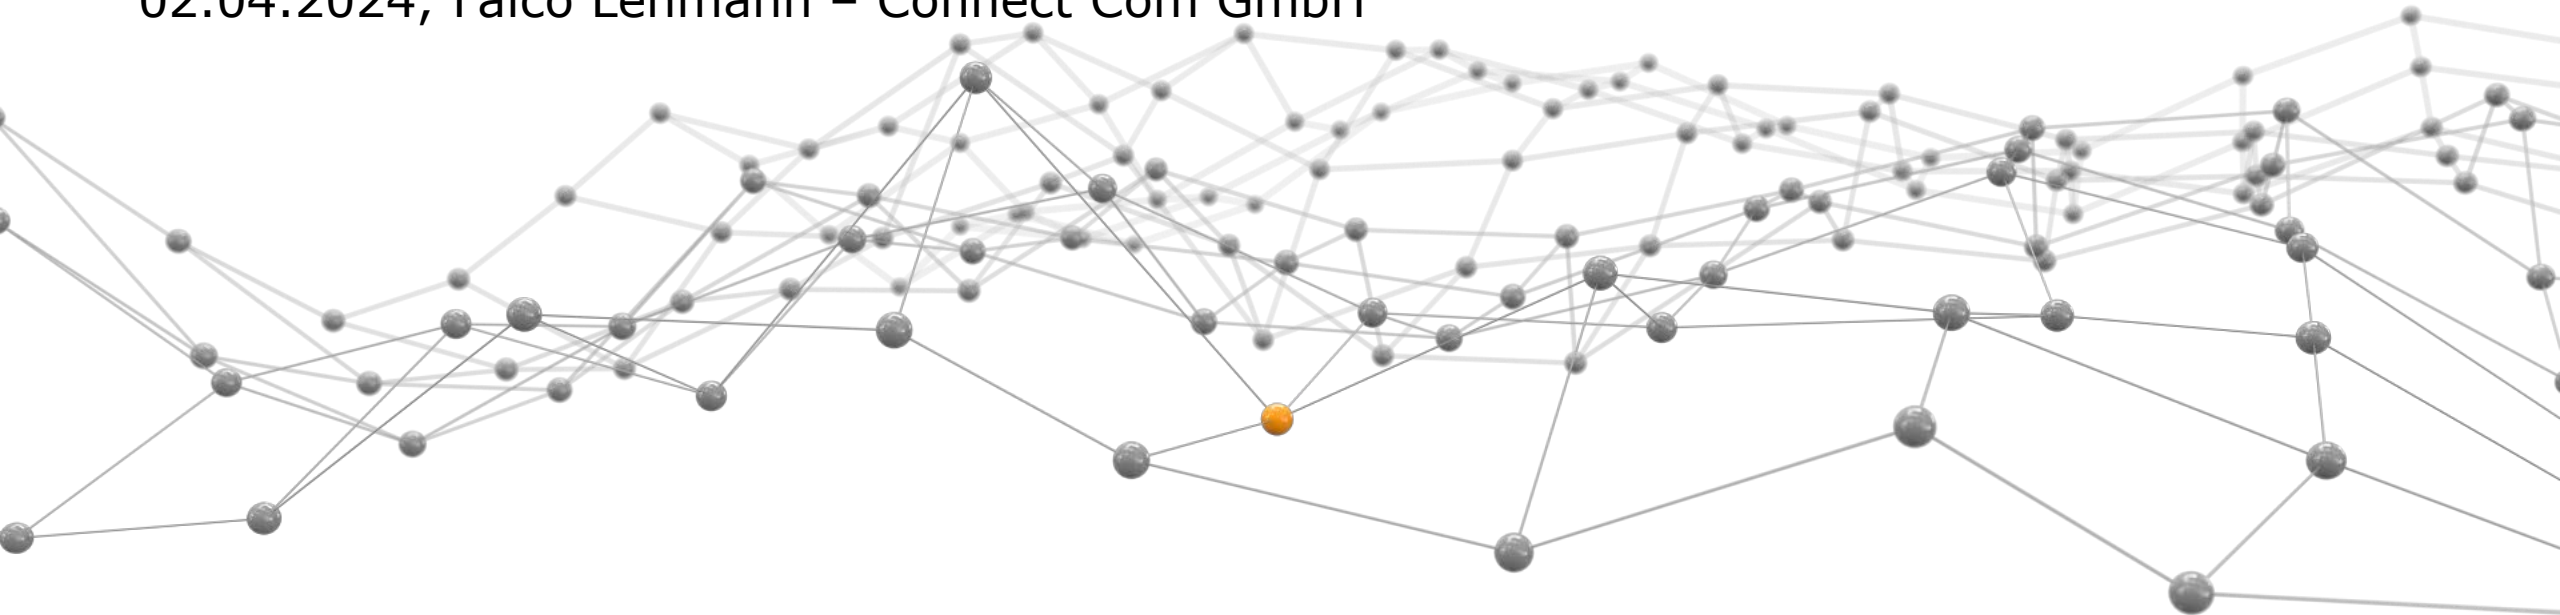 02.04.2024, Falco Lehmann – Connect Com GmbH